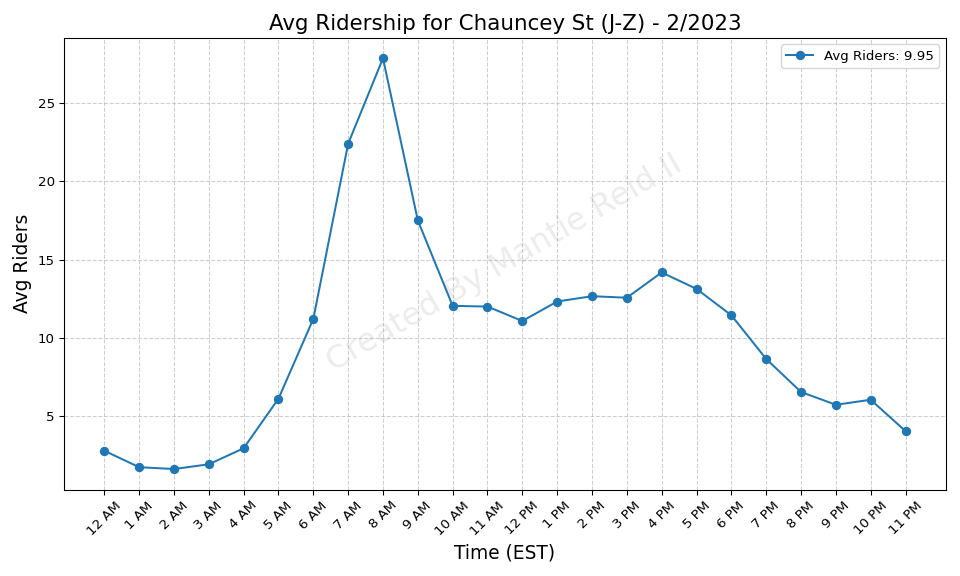 Avg Ridership for Chauncey St (J-Z) - 2/2023
Avg Riders: 9.95
Avg Riders
25
20
15
10
5
Created By Mantie Reid II
12 AM
1 AM
2 AM
3 AM
4 AM
5 AM
6 AM
7 AM
8 AM
9 AM
10 AM
11 AM
12 PM
1 PM
2 PM
3 PM
4 PM
5 PM
6 PM
7 PM
8 PM
9 PM
10 PM
11 PM
Time (EST)